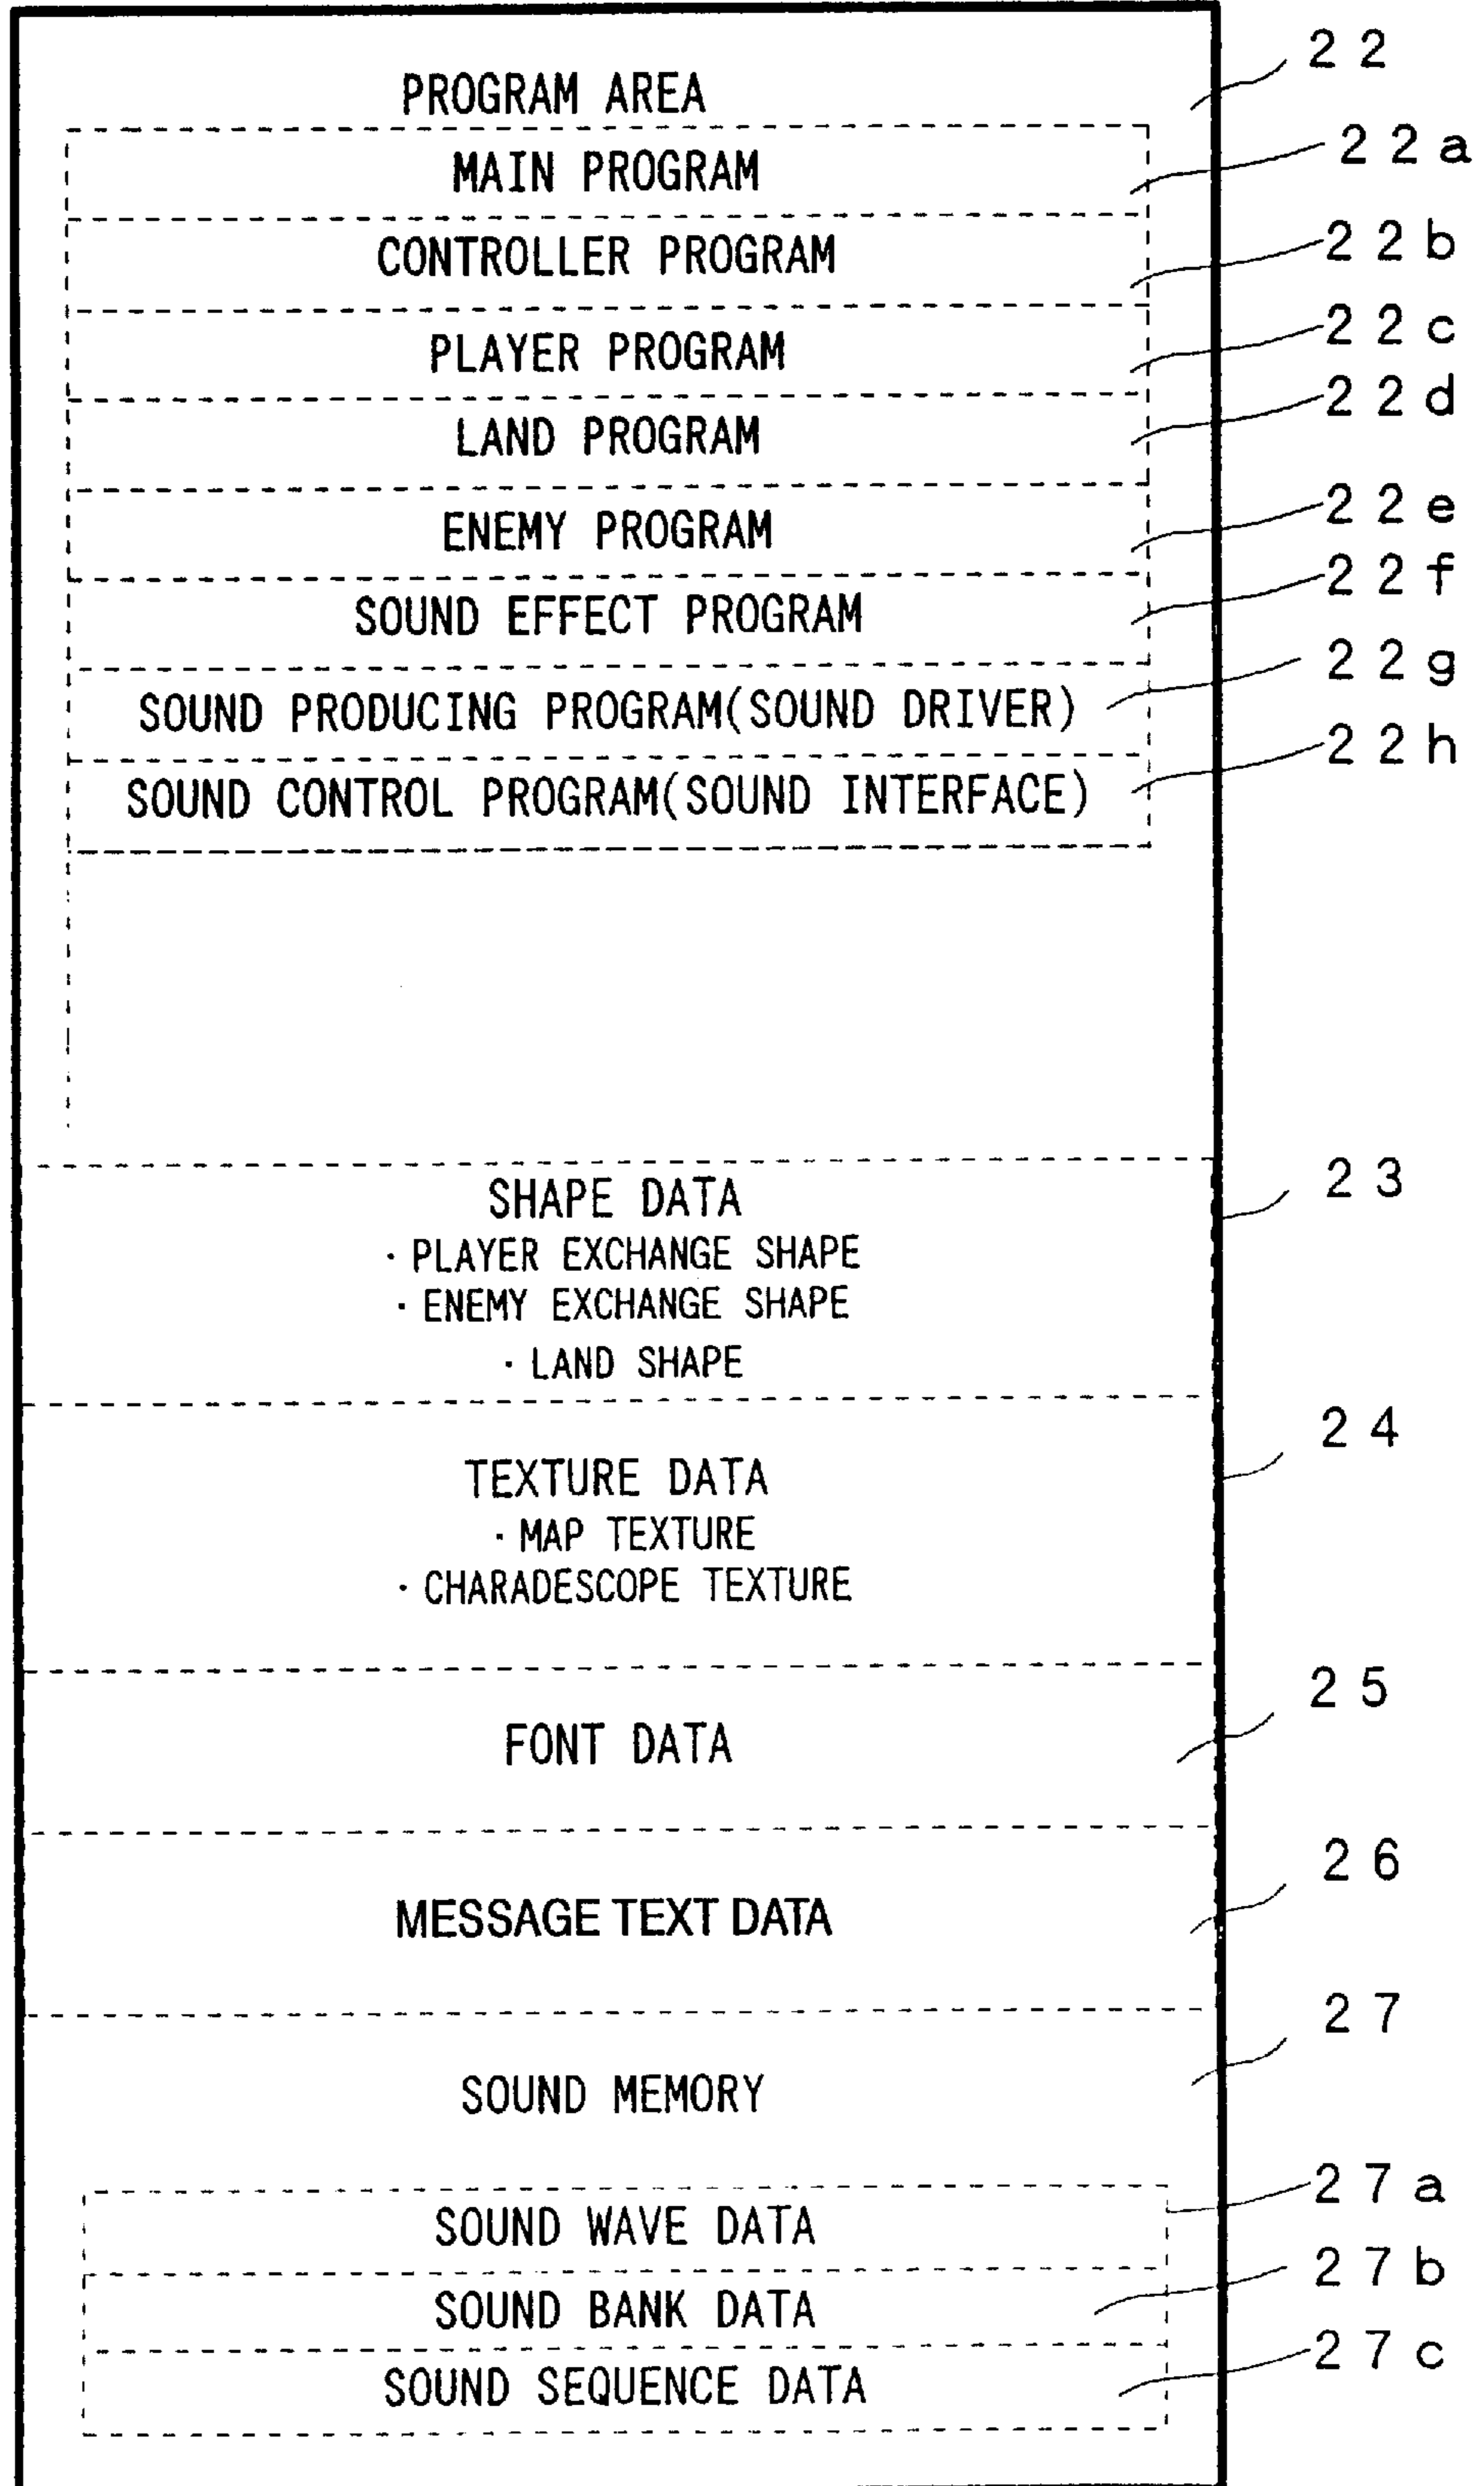 PROGRAM AREA 22
MAIN PROGRAM 22a
CONTROLLER PROGRAM 22b
PLAYER PROGRAM 22c
LAND PROGRAM 22d
ENEMY PROGRAM 22e
SOUND EFFECT PROGRAM 22f
SOUND PRODUCING PROGRAM(SOUND DRIVER) 22g
SOUND CONTROL PROGRAM(SOUND INTERFACE) 22h
SHAPE DATA 23
· PLAYER EXCHANGE SHAPE
· ENEMY EXCHANGE SHAPE
· LAND SHAPE
TEXTURE DATA 24
· MAP TEXTURE
· CHARADESCOPE TEXTURE
FONT DATA 25
MESSAGE TEXT DATA 26
SOUND MEMORY 27
SOUND WAVE DATA 27a
SOUND BANK DATA 27b
SOUND SEQUENCE DATA 27c